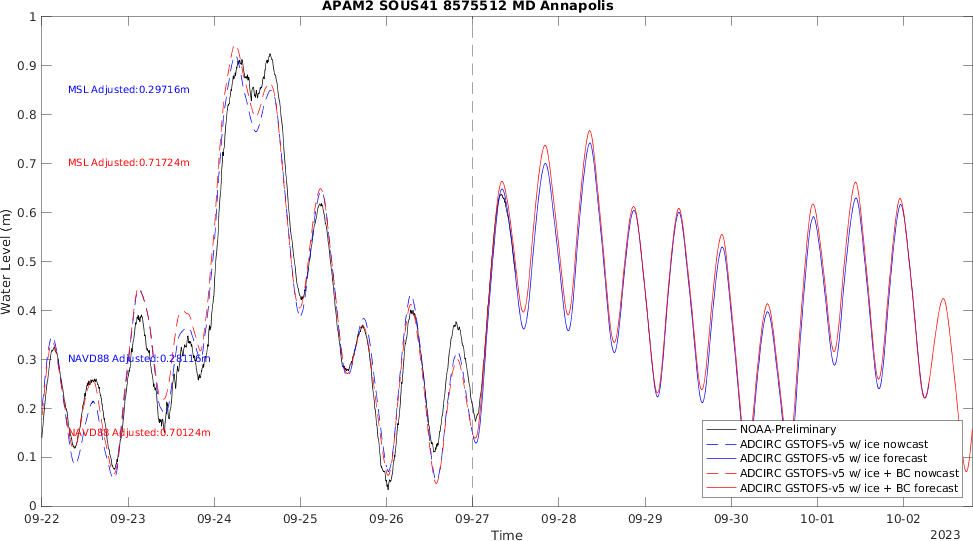 APAM2 SOUS41 8575512 MD Annapolis
1
0.9
0.8
0.7
0.6
0.5
0.4
0.3
0.2
0.1
0
Water Level (m)
MSL Adjusted:0.29716m
MSL Adjusted:0.71724m
NAVD88 Adjusted:0.28116m
NAVD88 Adjusted:0.70124m
NOAA-Preliminary
ADCIRC GSTOFS-v5 w/ ice nowcast
ADCIRC GSTOFS-v5 w/ ice forecast
ADCIRC GSTOFS-v5 w/ ice + BC nowcast
ADCIRC GSTOFS-v5 w/ ice + BC forecast
09-22 09-23 09-24 09-25 09-26 09-27 09-28 09-29 09-30 10-01 10-02
Time
2023